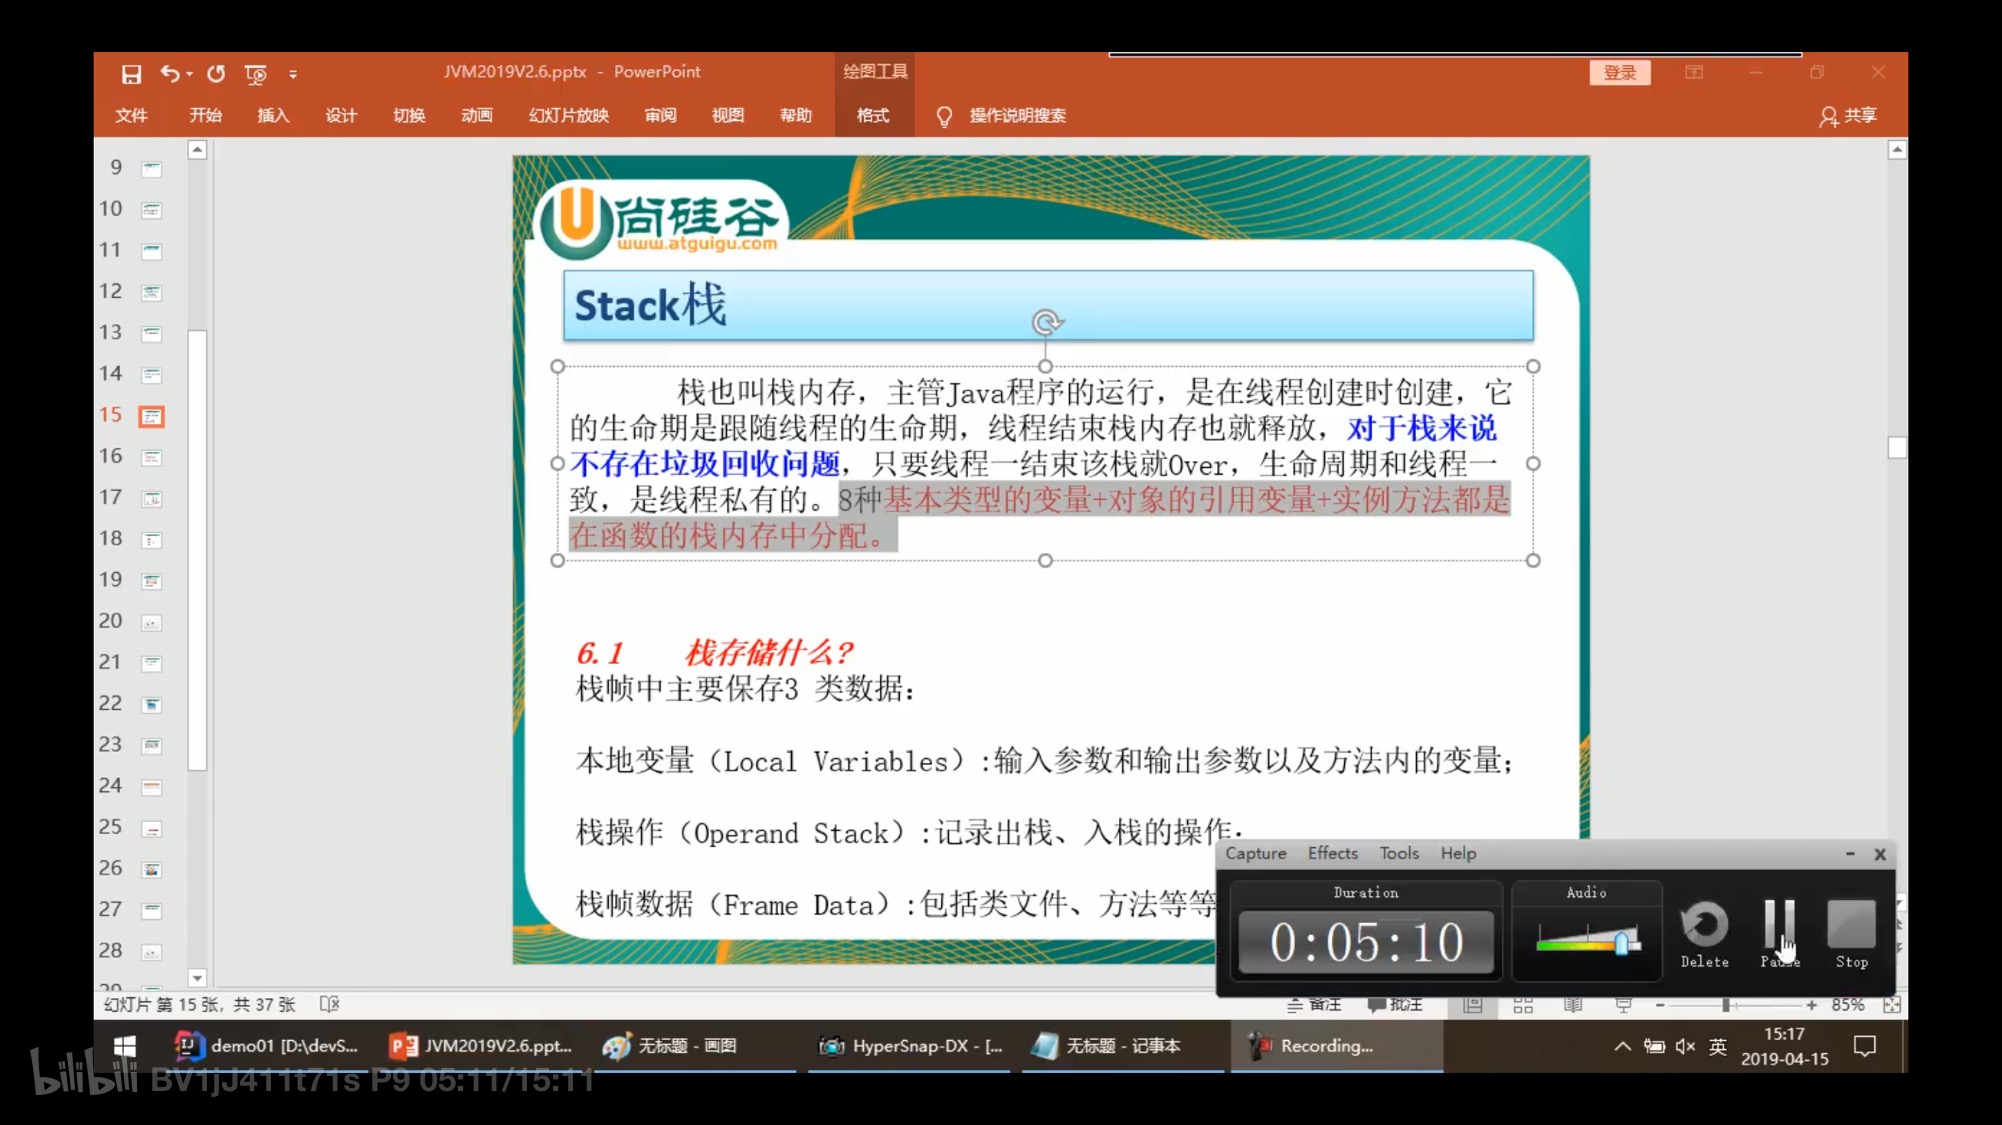 JVM2019V2.6.pptx - PowerPoint
绘图工具
登录
文件 开始 插入 设计 切换 动画 幻灯片放映 审阅 视图 帮助 格式 操作说明搜索 共享
9
10
11
12
13
14
15
16
17
18
19
20
21
22
23
24
25
26
27
28
尚硅谷
www.atguigu.com
Stack栈
栈也叫栈内存，主管Java程序的运行，是在线程创建时创建，它
的生命期是跟随线程的生命期，线程结束栈内存也就释放，对于栈来说
不存在垃圾回收问题，只要线程一结束该栈就Over，生命周期和线程一
致，是线程私有的。8种基本类型的变量+对象的引用变量+实例方法都是
在函数的栈内存中分配。
6.1 栈存储什么?
栈帧中主要保存3 类数据：
本地变量（Local Variables）:输入参数和输出参数以及方法内的变量；
栈操作（Operand Stack）:记录出栈、入栈的操作；
栈帧数据（Frame Data）:包括类文件、方法等等
Capture Effects Tools Help
Duration
0:05:10
Audio
Delete
Pause
Stop
幻灯片 第 15 张，共 37 张
备注 批注 85%
demo01 [D:\devS...
JVM2019V2.6.ppt...
无标题 - 画图
HyperSnap-DX - [...
无标题 - 记事本
Recording...
英
15:17
2019-04-15
bilibili BV1jJ411t71s P9 05:11/15:11